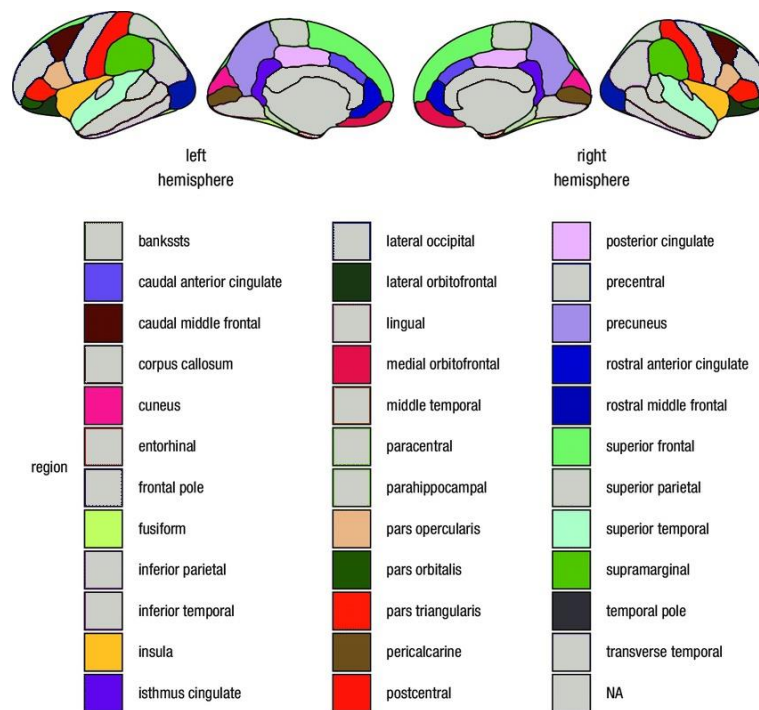 left
hemisphere
right
hemisphere
region
bankssts
caudal anterior cingulate
caudal middle frontal
corpus callosum
cuneus
entorhinal
frontal pole
fusiform
inferior parietal
inferior temporal
insula
isthmus cingulate
lateral occipital
lateral orbitofrontal
lingual
medial orbitofrontal
middle temporal
paracentral
parahippocampal
pars opercularis
pars orbitalis
pars triangularis
pericalcarine
postcentral
posterior cingulate
precentral
precuneus
rostral anterior cingulate
rostral middle frontal
superior frontal
superior parietal
superior temporal
supramarginal
temporal pole
transverse temporal
NA